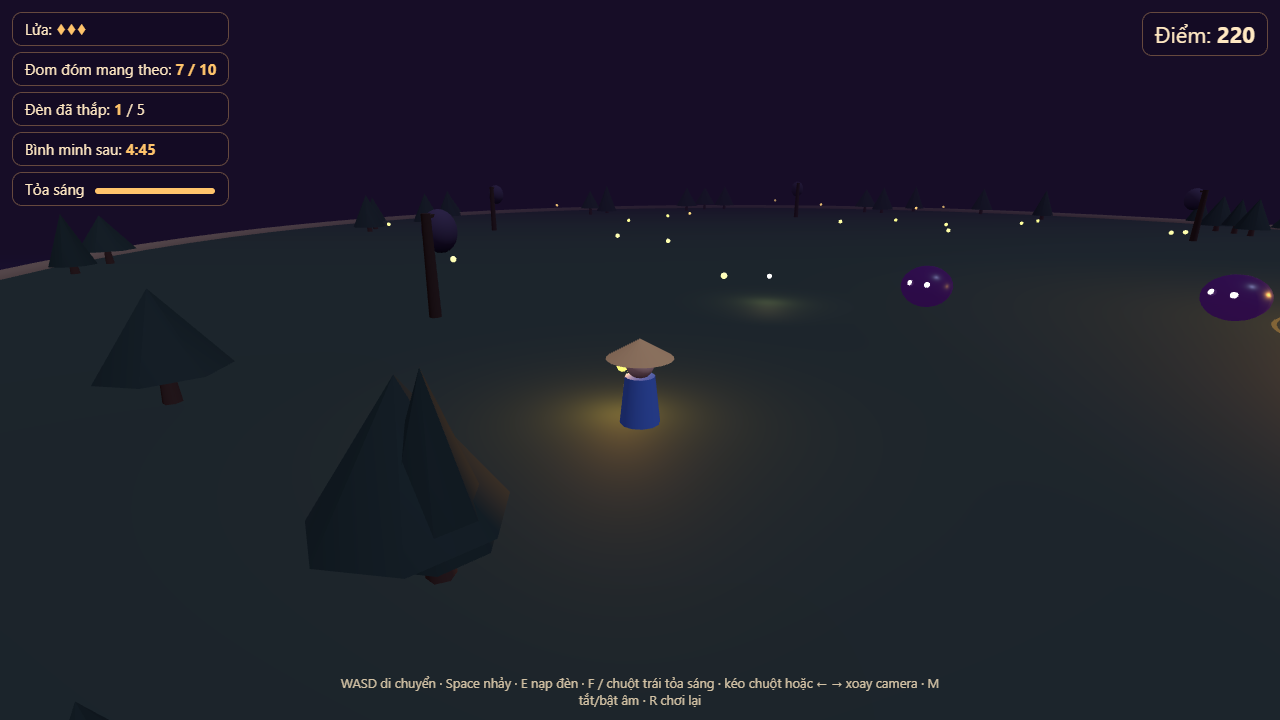 Lửa: ♦♦♦
Đom đóm mang theo: 7 / 10
Đèn đã thắp: 1 / 5
Bình minh sau: 4:45
Tỏa sáng
Điểm: 220
WASD di chuyển · Space nhảy · E nạp đèn · F / chuột trái tỏa sáng · kéo chuột hoặc ← → xoay camera · M
tắt/bật âm · R chơi lại